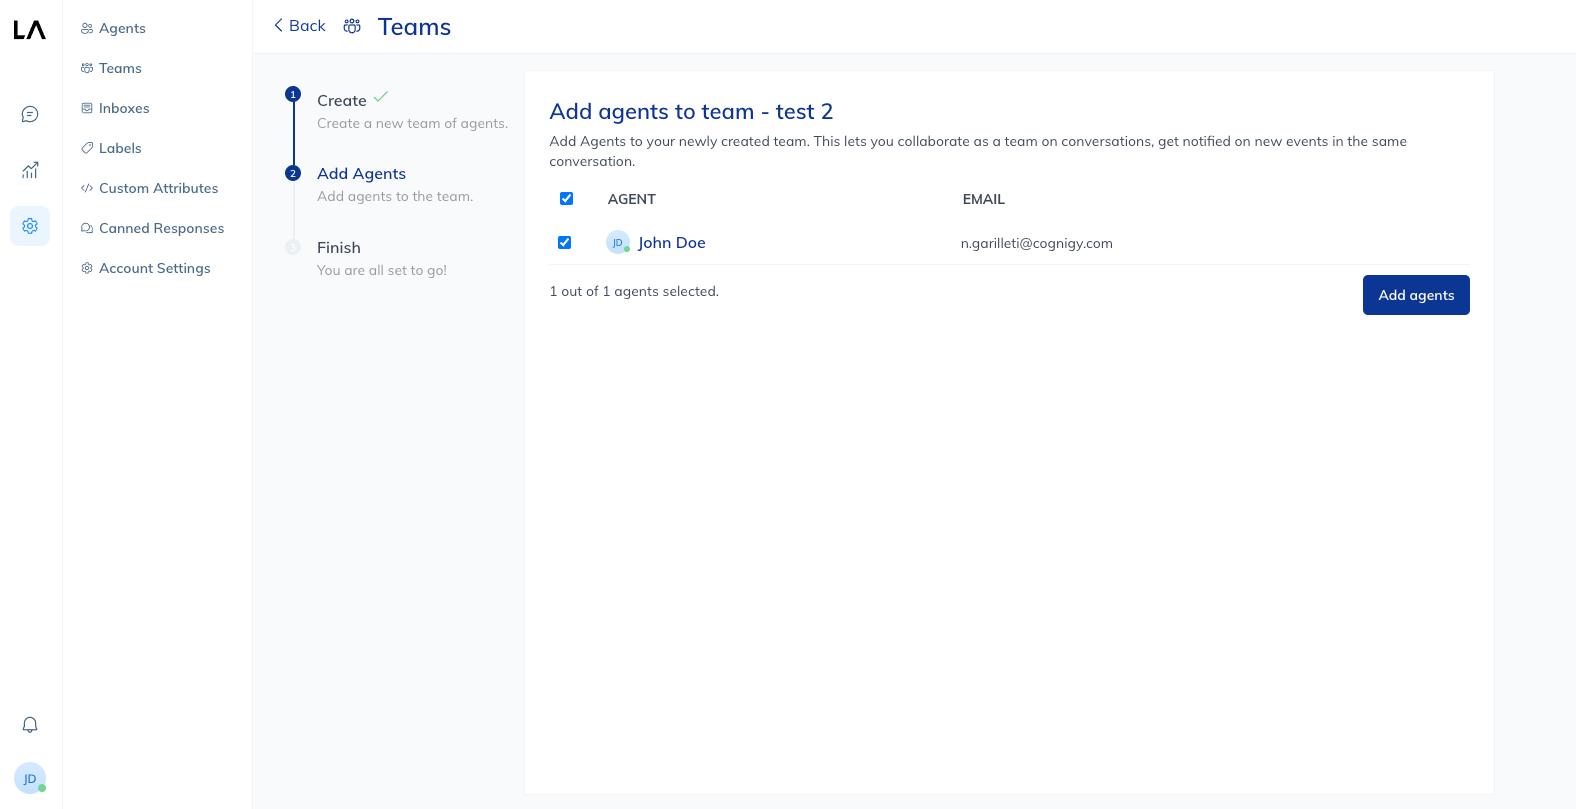 LA
Agents
Teams
Inboxes
Labels
Custom Attributes
Canned Responses
Account Settings
JD
Back
Teams
1
Create
Create a new team of agents.
2
Add Agents
Add agents to the team.
3
Finish
You are all set to go!
Add agents to team - test 2
Add Agents to your newly created team. This lets you collaborate as a team on conversations, get notified on new events in the same
conversation.
AGENT EMAIL
JD John Doe n.garilleti@cognigy.com
1 out of 1 agents selected.
Add agents